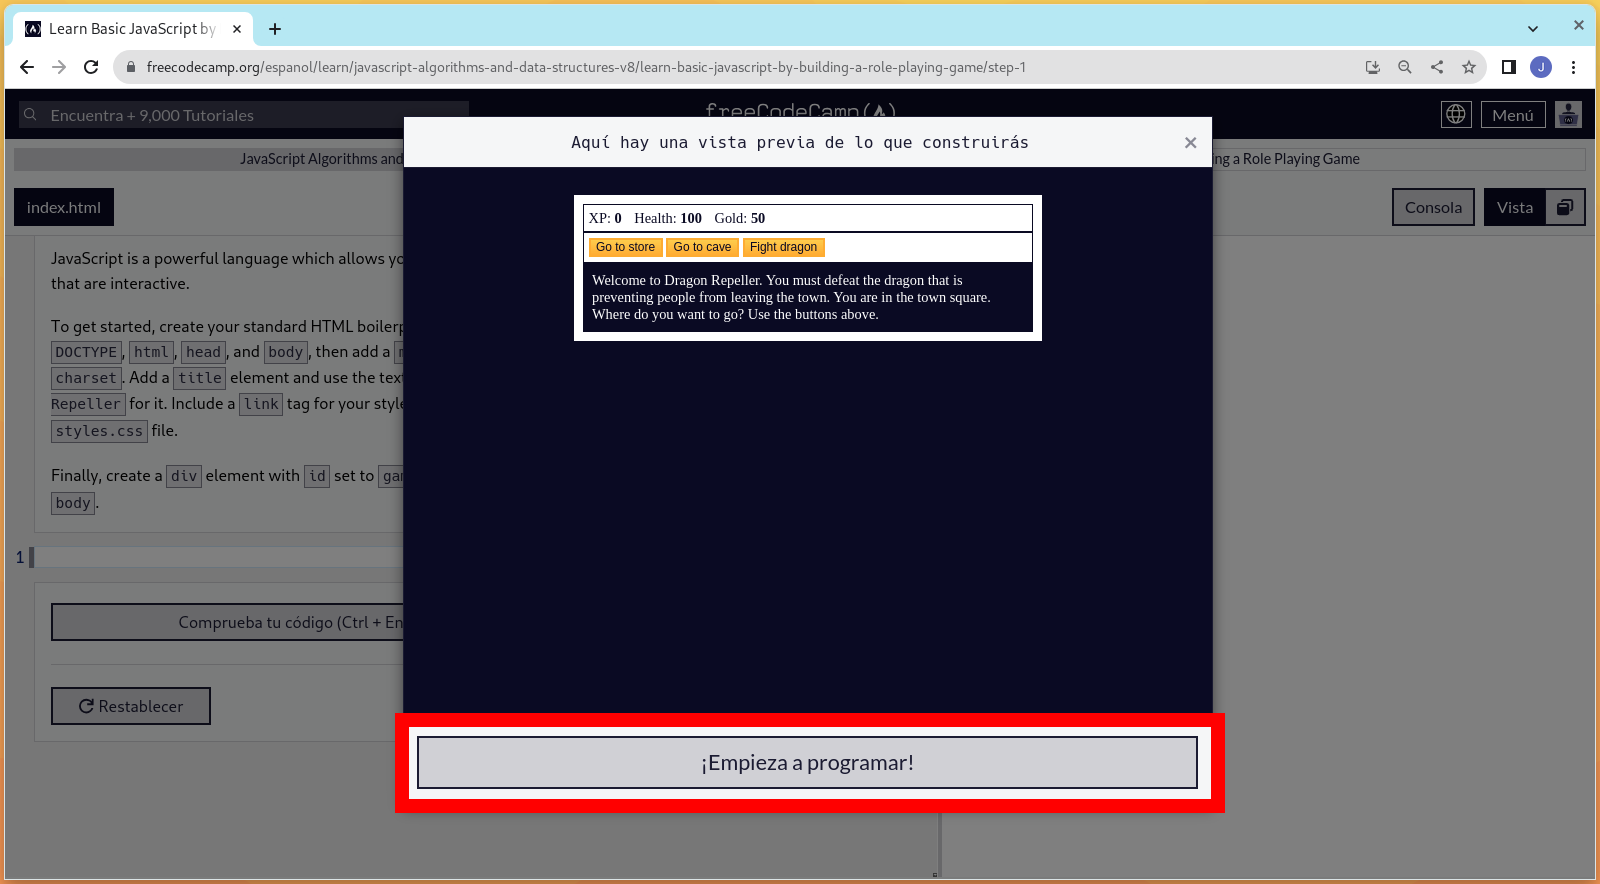 Learn Basic JavaScript by
freecodecamp.org/espanol/learn/javascript-algorithms-and-data-structures-v8/learn-basic-javascript-by-building-a-role-playing-game/step-1
J
Encuentra + 9,000 Tutoriales
freeCodeCamp
Menú
Aquí hay una vista previa de lo que construirás
JavaScript Algorithms and
ing a Role Playing Game
index.html
Consola
Vista
XP: 0 Health: 100 Gold: 50
Go to store Go to cave Fight dragon
Welcome to Dragon Repeller. You must defeat the dragon that is
preventing people from leaving the town. You are in the town square.
Where do you want to go? Use the buttons above.
JavaScript is a powerful language which allows yo
that are interactive.
To get started, create your standard HTML boilerp
DOCTYPE, html, head, and body, then add a
charset. Add a title element and use the tex
Repeller for it. Include a link tag for your style
styles.css file.
Finally, create a div element with id set to ga
body.
1
Comprueba tu código (Ctrl + En
Restablecer
¡Empieza a programar!